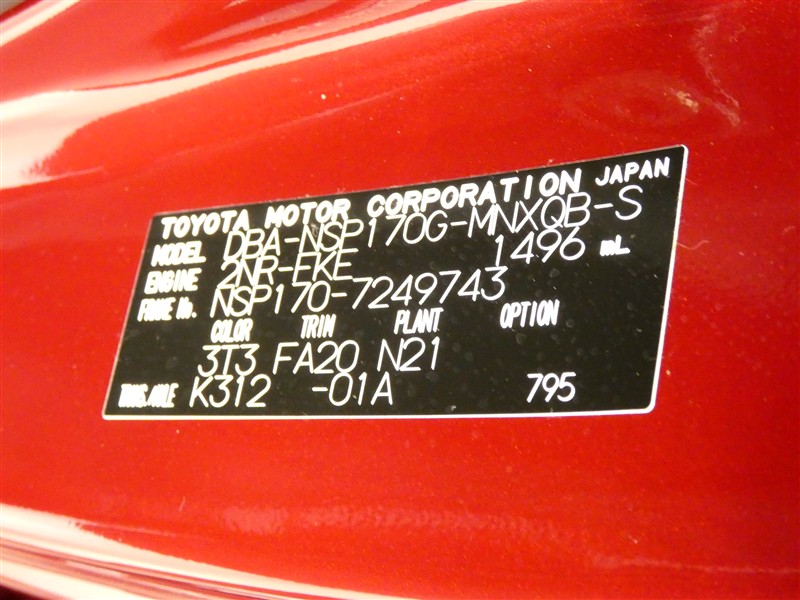 TOYOTA MOTOR CORPORATION JAPAN
MODEL DBA-NSP170G-MNXQB-S
ENGINE 2NR-FKE 1496 mL
FRAME No. NSP170-7249743
COLOR TRIM PLANT OPTION
3T3 FA20 N21
TRANS.AXLE K312 -01A 795